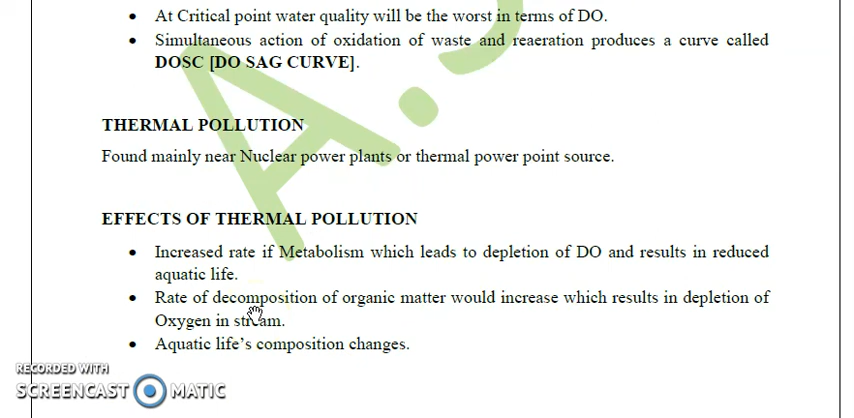 At Critical point water quality will be the worst in terms of DO.
Simultaneous action of oxidation of waste and reaeration produces a curve called
DOSC [DO SAG CURVE].
THERMAL POLLUTION
Found mainly near Nuclear power plants or thermal power point source.
EFFECTS OF THERMAL POLLUTION
Increased rate if Metabolism which leads to depletion of DO and results in reduced
aquatic life.
Rate of decomposition of organic matter would increase which results in depletion of
Oxygen in stream.
Aquatic life's composition changes.
RECORDED WITH
SCREENCAST MATIC